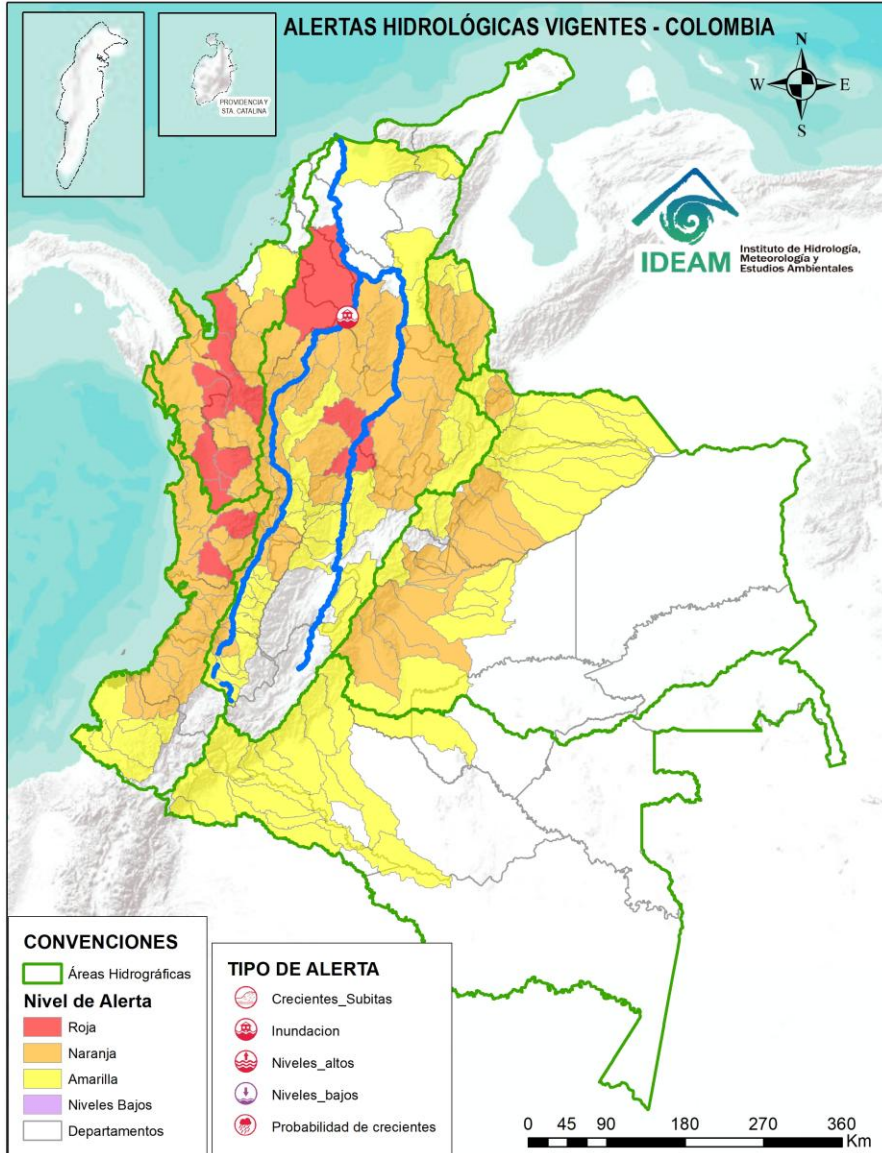 ALERTAS HIDROLÓGICAS VIGENTES - COLOMBIA
PROVIDENCIA Y
STA. CATALINA
N
W
E
S
IDEAM
Instituto de Hidrología,
Meteorología y
Estudios Ambientales
CONVENCIONES
Áreas Hidrográficas
Nivel de Alerta
Roja
Naranja
Amarilla
Niveles Bajos
Departamentos
TIPO DE ALERTA
Crecientes_Subitas
Inundacion
Niveles_altos
Niveles_bajos
Probabilidad de crecientes
0 45 90 180 270 360
Km